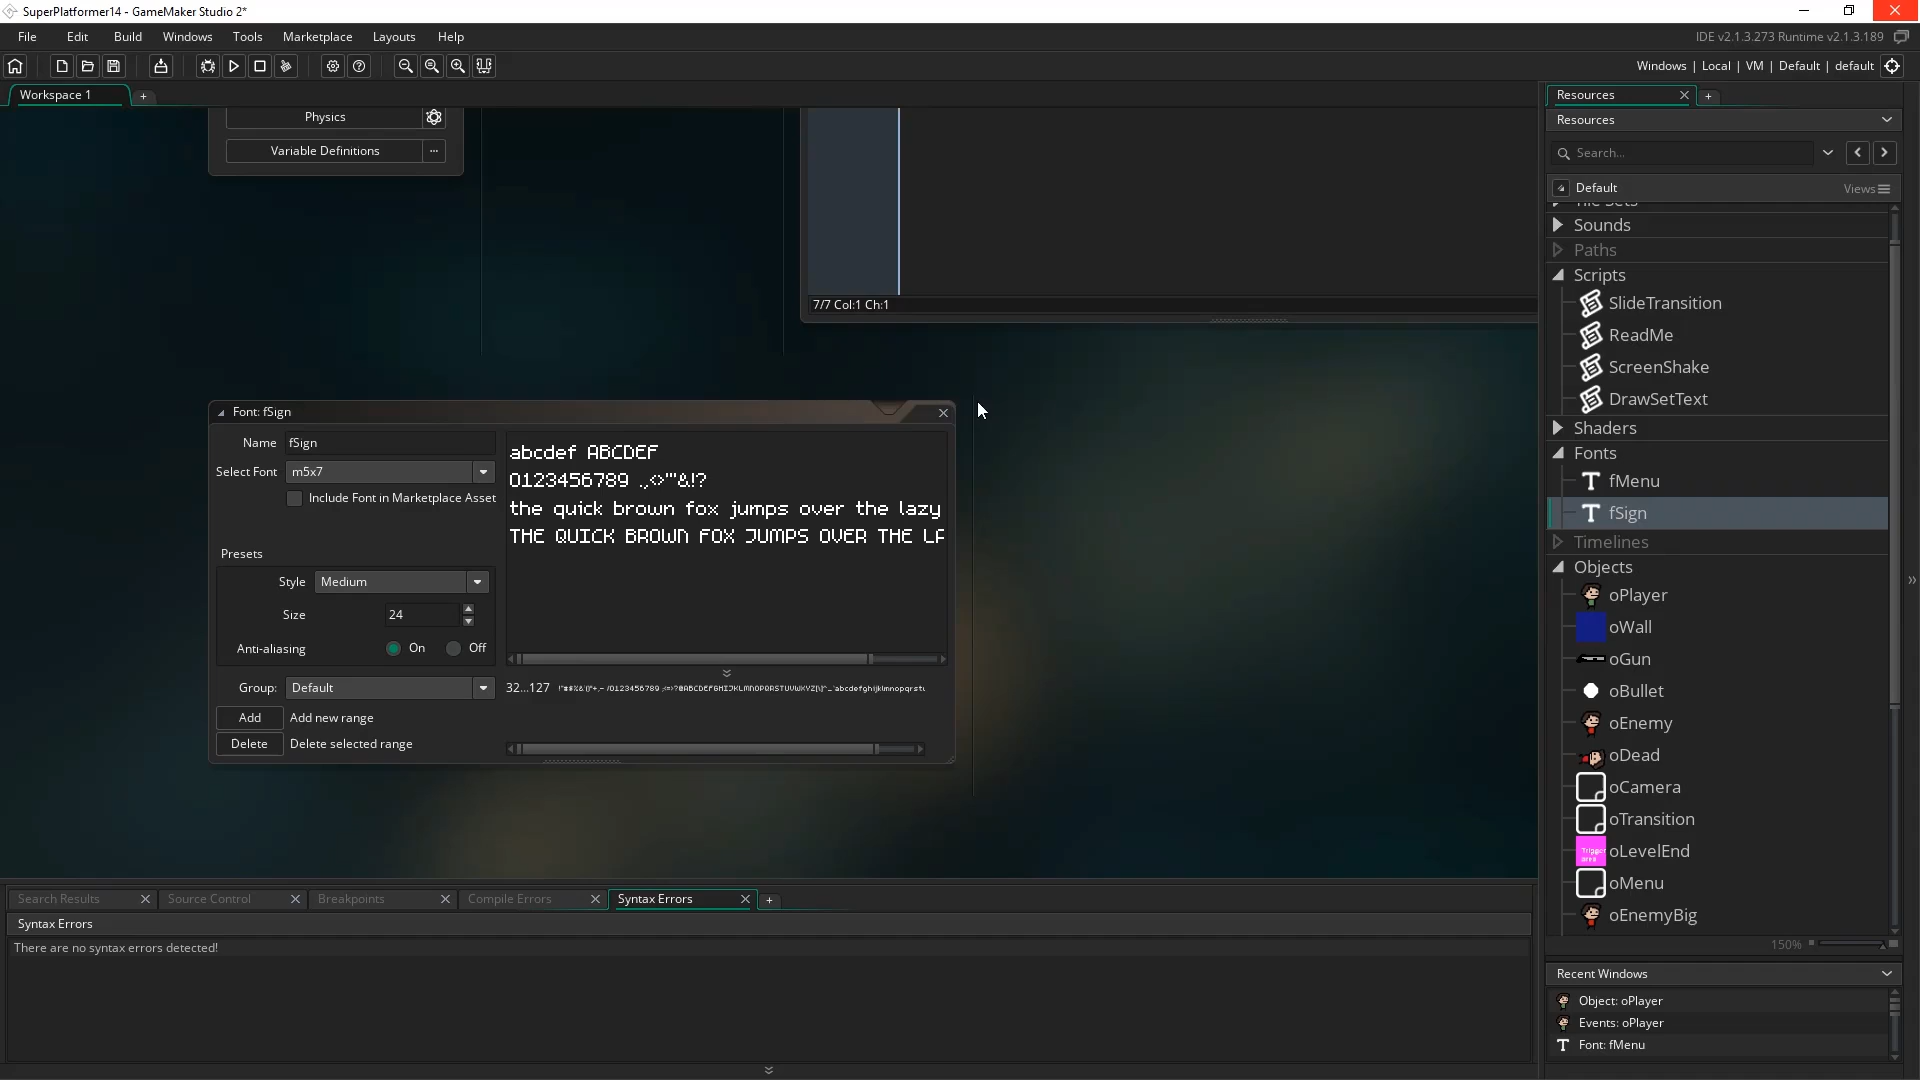 SuperPlatformer14 - GameMaker Studio 2*
File Edit Build Windows Tools Marketplace Layouts Help
IDE v2.1.3.273 Runtime v2.1.3.189
Windows | Local | VM | Default | default
Workspace 1
Physics
Variable Definitions
7/7 Col:1 Ch:1
Font: fSign
Name fSign
Select Font m5x7
Include Font in Marketplace Asset
Presets
Style Medium
Size 24
Anti-aliasing On Off
Group: Default
Add Add new range
Delete Delete selected range
abcdef ABCDEF
0123456789 .,<>"'&!?
the quick brown fox jumps over the lazy
THE QUICK BROWN FOX JUMPS OVER THE
32...127
Search Results
Source Control
Breakpoints
Compile Errors
Syntax Errors
Syntax Errors
There are no syntax errors detected!
Resources
Resources
Search...
Default
Views
Tile Sets
Sounds
Paths
Scripts
SlideTransition
ReadMe
ScreenShake
DrawSetText
Shaders
Fonts
fMenu
fSign
Timelines
Objects
oPlayer
oWall
oGun
oBullet
oEnemy
oDead
oCamera
oTransition
oLevelEnd
oMenu
oEnemyBig
150%
Recent Windows
Object: oPlayer
Events: oPlayer
Font: fMenu